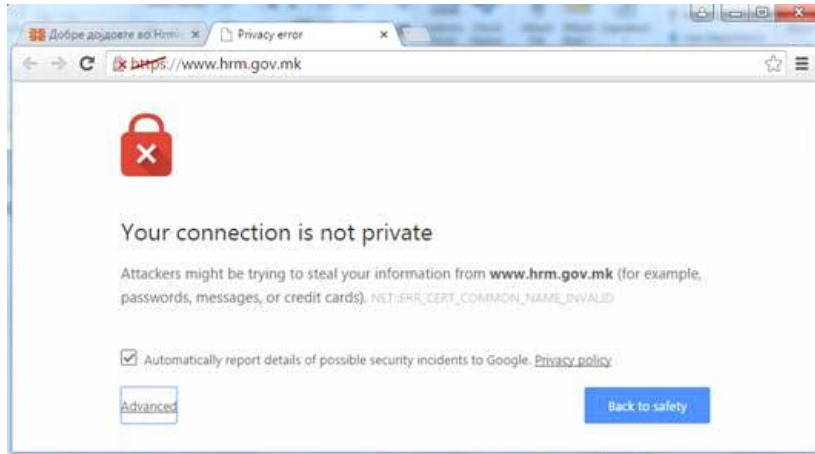 Добре дојдовте во Hrmi
Privacy error
https://www.hrm.gov.mk
Your connection is not private
Attackers might be trying to steal your information from www.hrm.gov.mk (for example,
passwords, messages, or credit cards). NET::ERR_CERT_COMMON_NAME_INVALID
Automatically report details of possible security incidents to Google. Privacy policy
Advanced
Back to safety